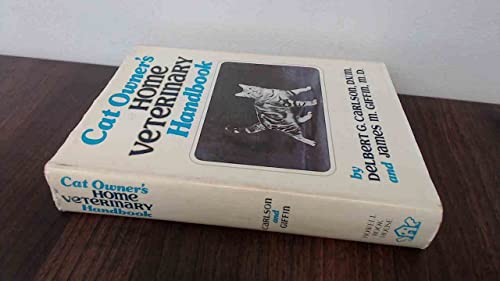 Cat Owner's
HOME
VETERINARY
Handbook
by
DELBERT G. CARLSON, D.V.M.
and JAMES M. GIFFIN, M.D.
Cat Owner's
HOME
VETERINARY
Handbook
CARLSON
AND
GIFFIN
HOWELL
BOOK
HOUSE